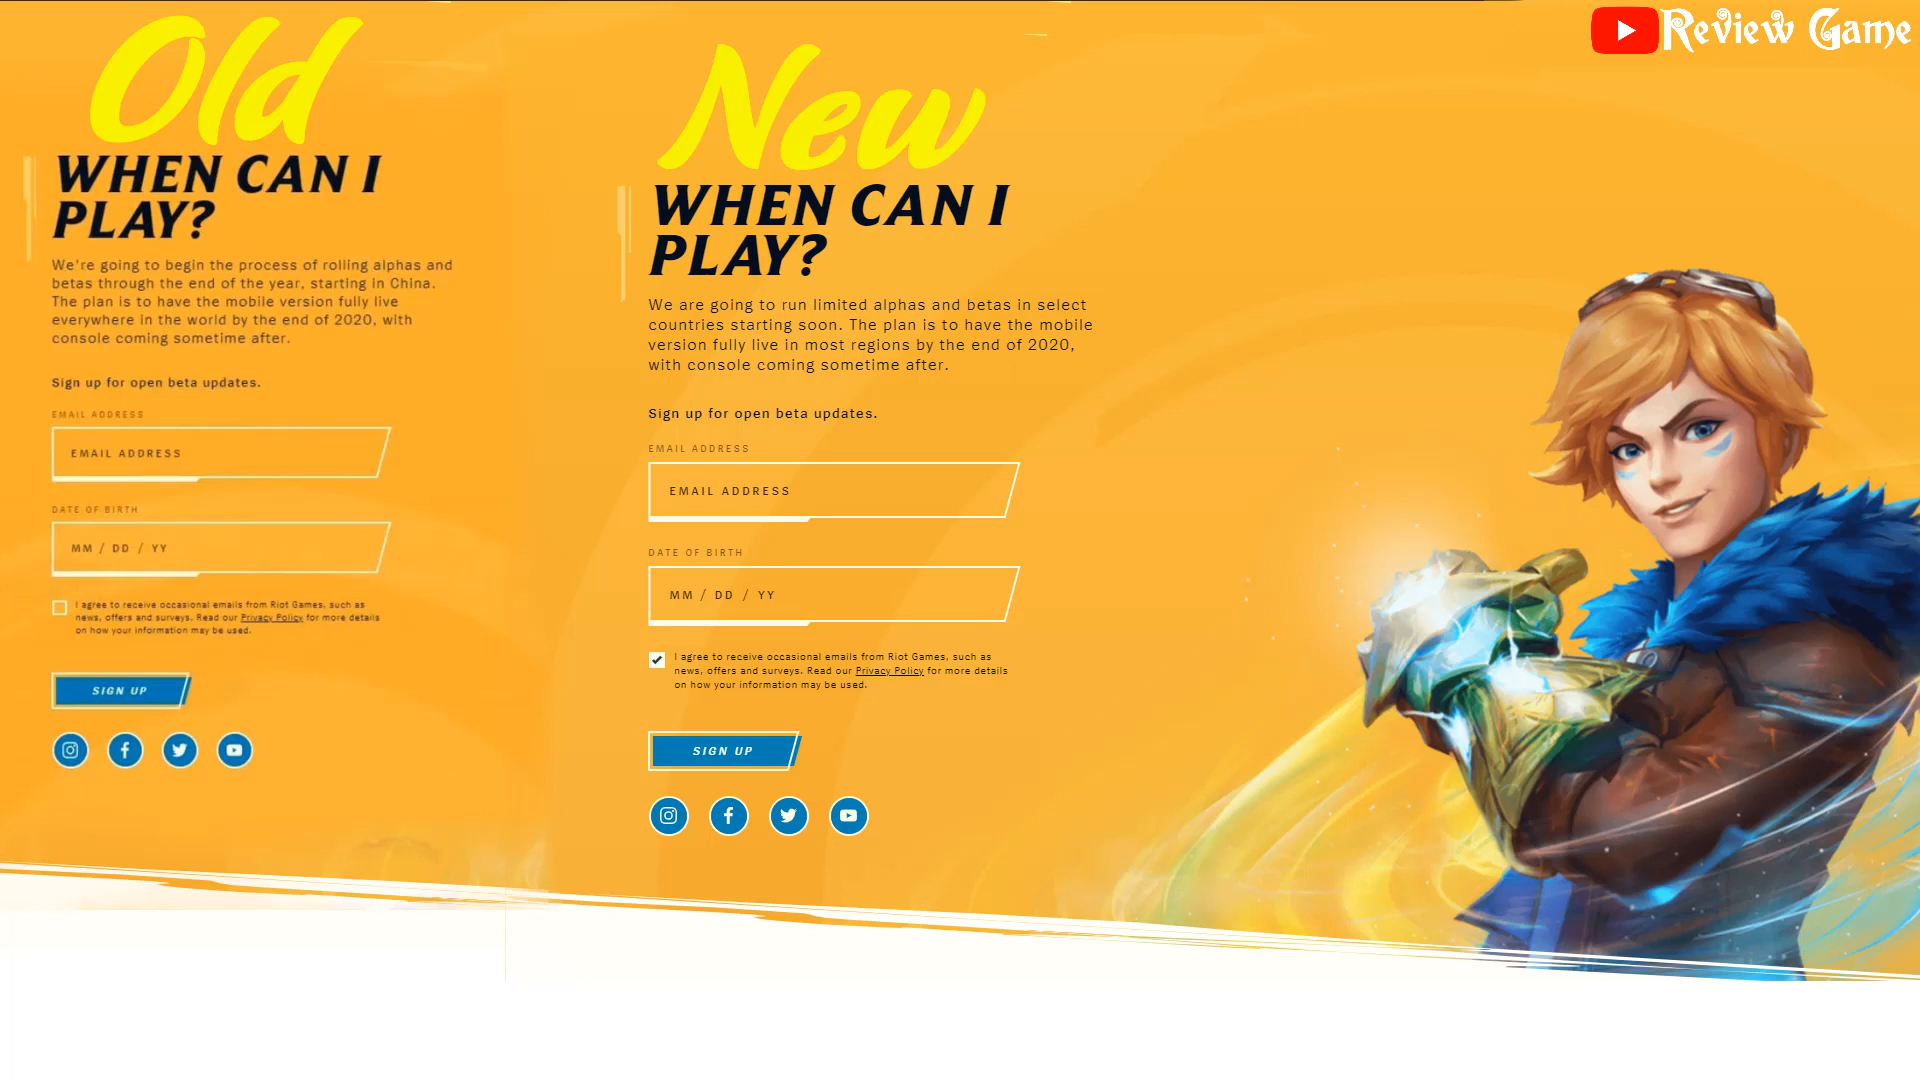 Old
WHEN CAN I
PLAY?
We're going to begin the process of rolling alphas and
betas through the end of the year, starting in China.
The plan is to have the mobile version fully live
everywhere in the world by the end of 2020, with
console coming sometime after.
Sign up for open beta updates.
EMAIL ADDRESS
EMAIL ADDRESS
DATE OF BIRTH
MM / DD / YY
I agree to receive occasional emails from Riot Games, such as
news, offers and surveys. Read our Privacy Policy for more details
on how your information may be used.
SIGN UP
New
WHEN CAN I
PLAY?
We are going to run limited alphas and betas in select
countries starting soon. The plan is to have the mobile
version fully live in most regions by the end of 2020,
with console coming sometime after.
Sign up for open beta updates.
EMAIL ADDRESS
EMAIL ADDRESS
DATE OF BIRTH
MM / DD / YY
I agree to receive occasional emails from Riot Games, such as
news, offers and surveys. Read our Privacy Policy for more details
on how your information may be used.
SIGN UP
Review Game